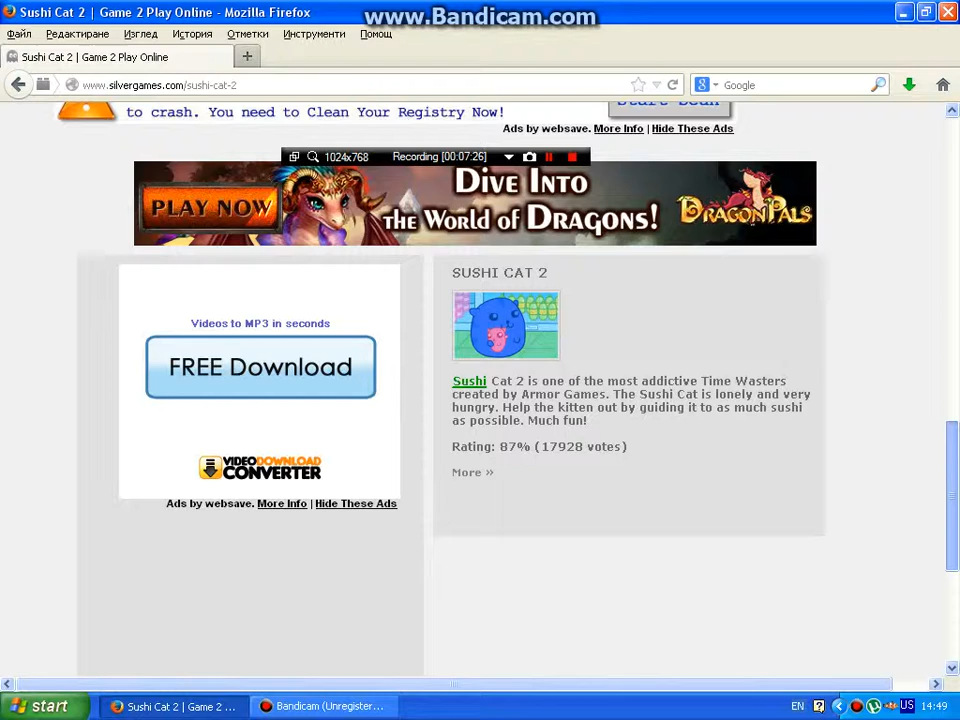 Sushi Cat 2 | Game 2 Play Online - Mozilla Firefox
www.Bandicam.com
Файл Редактиране Изглед История Отметки Инструменти Помощ
Sushi Cat 2 | Game 2 Play Online
www.silvergames.com/sushi-cat-2
Google
to crash. You need to Clean Your Registry Now!
Start Scan
Ads by websave. More Info | Hide These Ads
1024x768 Recording [00:07:26]
PLAY NOW
DIVE INTO
THE WORLD OF DRAGONS!
DRAGONPALS
Videos to MP3 in seconds
FREE Download
VIDEODOWNLOAD
CONVERTER
Ads by websave. More Info | Hide These Ads
SUSHI CAT 2
Sushi Cat 2 is one of the most addictive Time Wasters
created by Armor Games. The Sushi Cat is lonely and very
hungry. Help the kitten out by guiding it to as much sushi
as possible. Much fun!
Rating: 87% (17928 votes)
More »
start
Sushi Cat 2 | Game 2 ...
Bandicam (Unregister...
EN
US
14:49